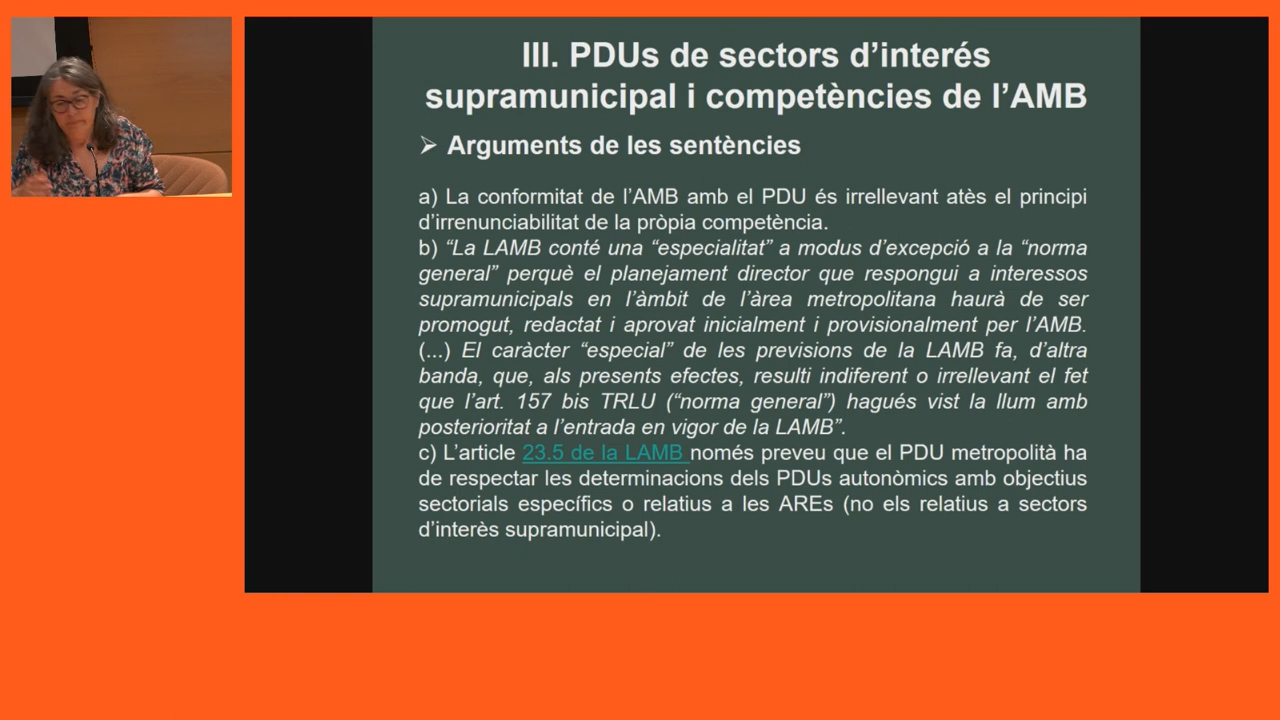 III. PDUs de sectors d’interés
supramunicipal i competències de l’AMB
➢ Arguments de les sentències
a) La conformitat de l’AMB amb el PDU és irrellevant atès el principi
d’irrenunciabilitat de la pròpia competència.
b) “La LAMB conté una “especialitat” a modus d’excepció a la “norma
general” perquè el planejament director que respongui a interessos
supramunicipals en l’àmbit de l’àrea metropolitana haurà de ser
promogut, redactat i aprovat inicialment i provisionalment per l’AMB.
(...) El caràcter “especial” de les previsions de la LAMB fa, d’altra
banda, que, als presents efectes, resulti indiferent o irrellevant el fet
que l’art. 157 bis TRLU (“norma general”) hagués vist la llum amb
posterioritat a l’entrada en vigor de la LAMB”.
c) L’article 23.5 de la LAMB només preveu que el PDU metropolità ha
de respectar les determinacions dels PDUs autonòmics amb objectius
sectorials específics o relatius a les AREs (no els relatius a sectors
d’interès supramunicipal).